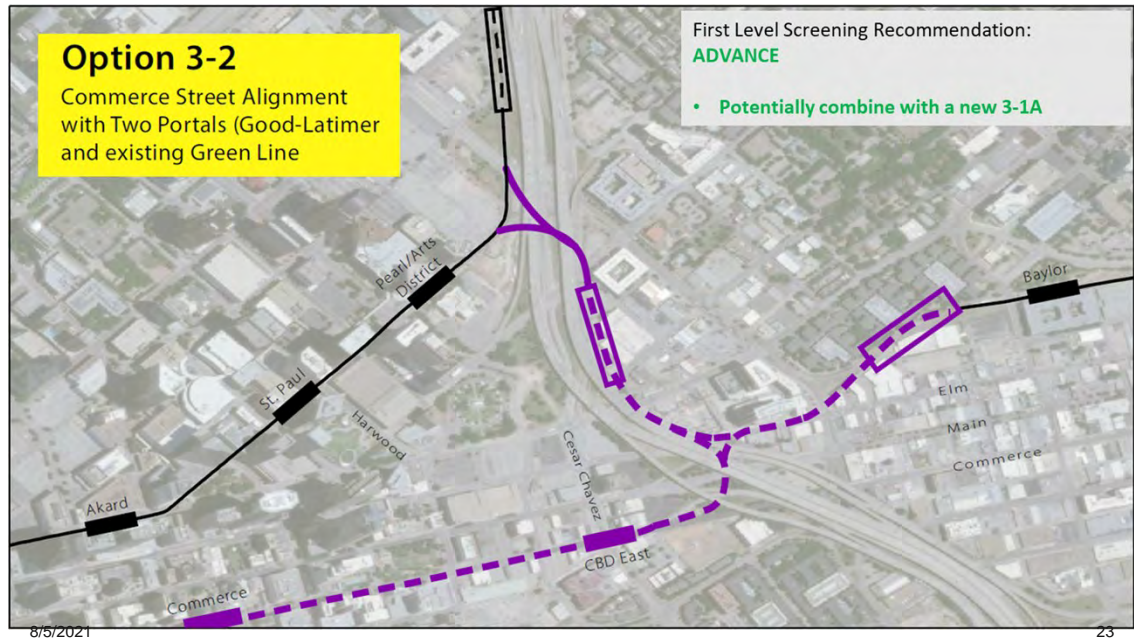 Option 3-2
Commerce Street Alignment
with Two Portals (Good-Latimer
and existing Green Line
First Level Screening Recommendation:
ADVANCE
• Potentially combine with a new 3-1A
Pearl/Arts
District
Baylor
St. Paul
Harwood
Elm
Main
Commerce
Cesar Chavez
Akard
CBD East
Commerce
8/5/2021
23